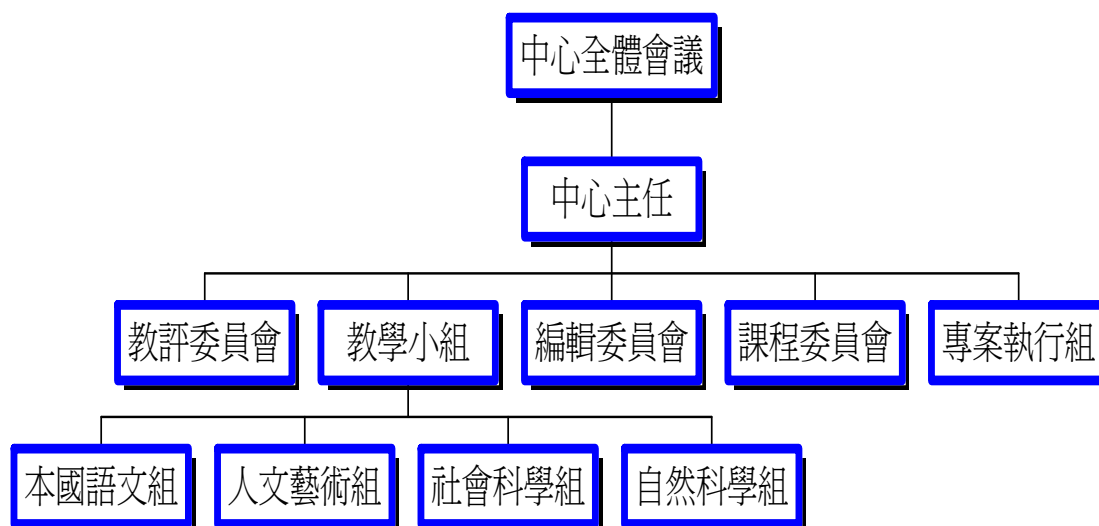 中心全體會議
中心主任
教評委員會
教學小組
編輯委員會
課程委員會
專案執行組
本國語文組
人文藝術組
社會科學組
自然科學組